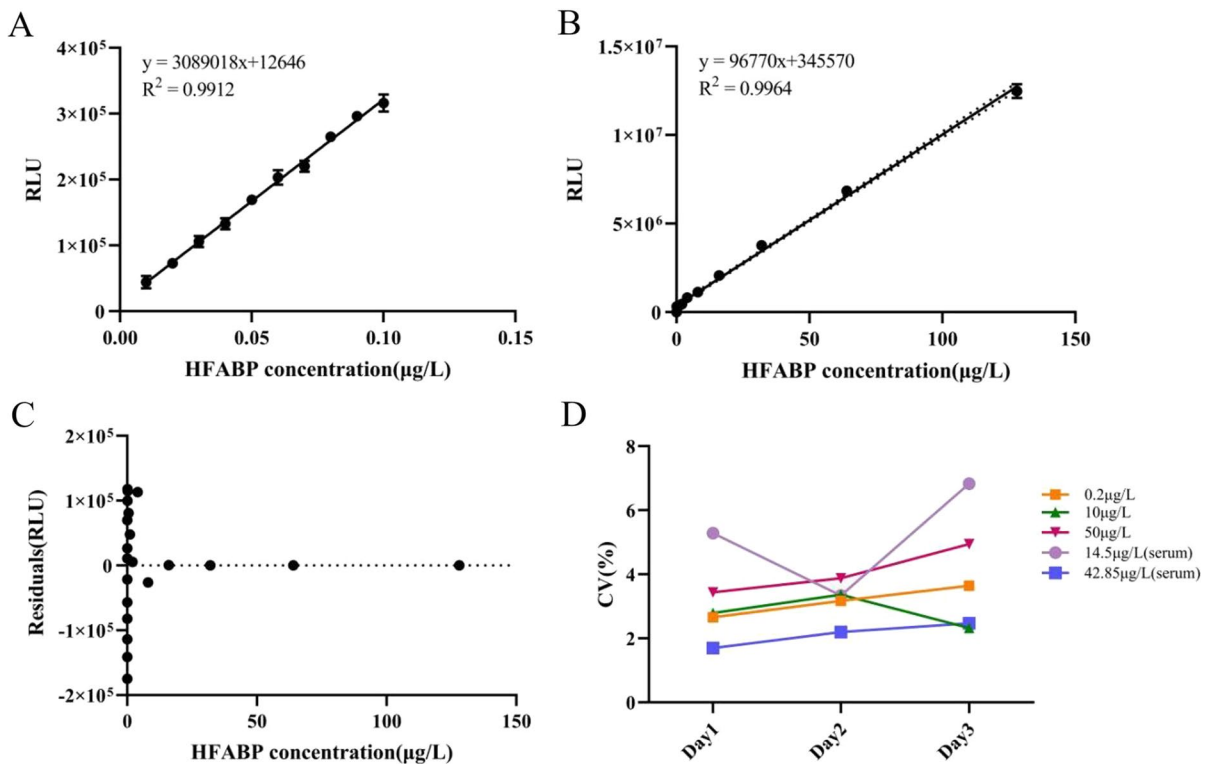 A
4×10⁵
3×10⁵
2×10⁵
1×10⁵
0
RLU
y = 3089018x+12646
R² = 0.9912
0.00
0.05
0.10
0.15
HFABP concentration(μg/L)
B
1.5×10⁷
1×10⁷
5×10⁶
0
RLU
y = 96770x+345570
R² = 0.9964
0
50
100
150
HFABP concentration(μg/L)
C
2×10⁵
1×10⁵
0
-1×10⁵
-2×10⁵
Residuals(RLU)
0
50
100
150
HFABP concentration(μg/L)
D
8
6
4
2
0
CV(%)
Day1
Day2
Day3
0.2μg/L
10μg/L
50μg/L
14.5μg/L(serum)
42.85μg/L(serum)